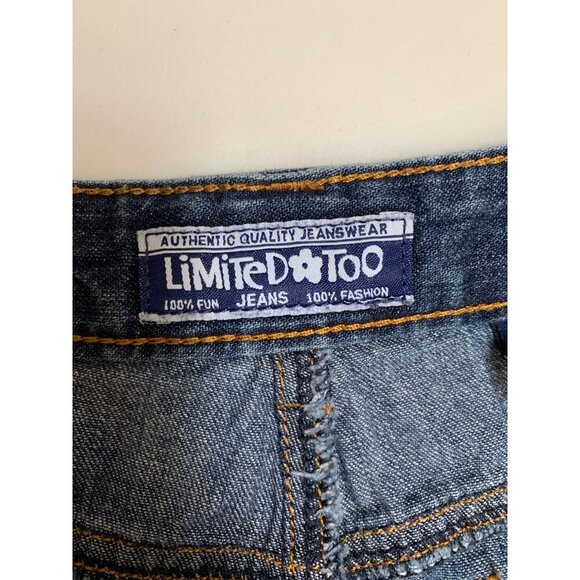 AUTHENTIC QUALITY JEANSWEAR
LiMiTeD TOO
100% FUN JEANS 100% FASHION